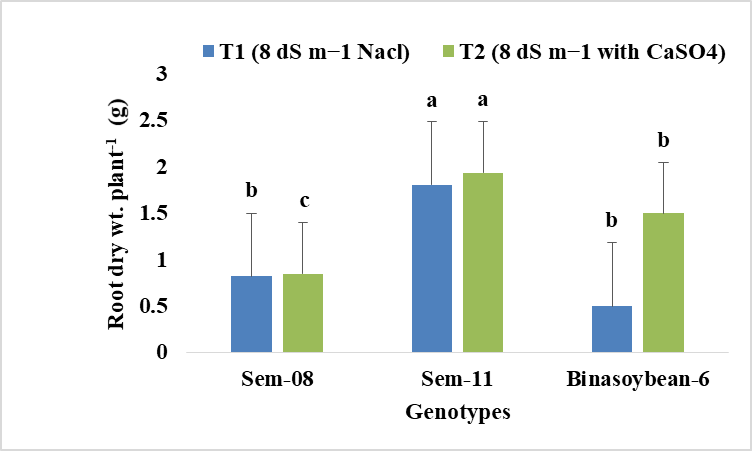 T1 (8 dS m−1 Nacl) T2 (8 dS m−1 with CaSO4)
Root dry wt. plant⁻¹ (g)
3
2.5
2
1.5
1
0.5
0
b c a a b b
Sem-08 Sem-11 Binasoybean-6
Genotypes